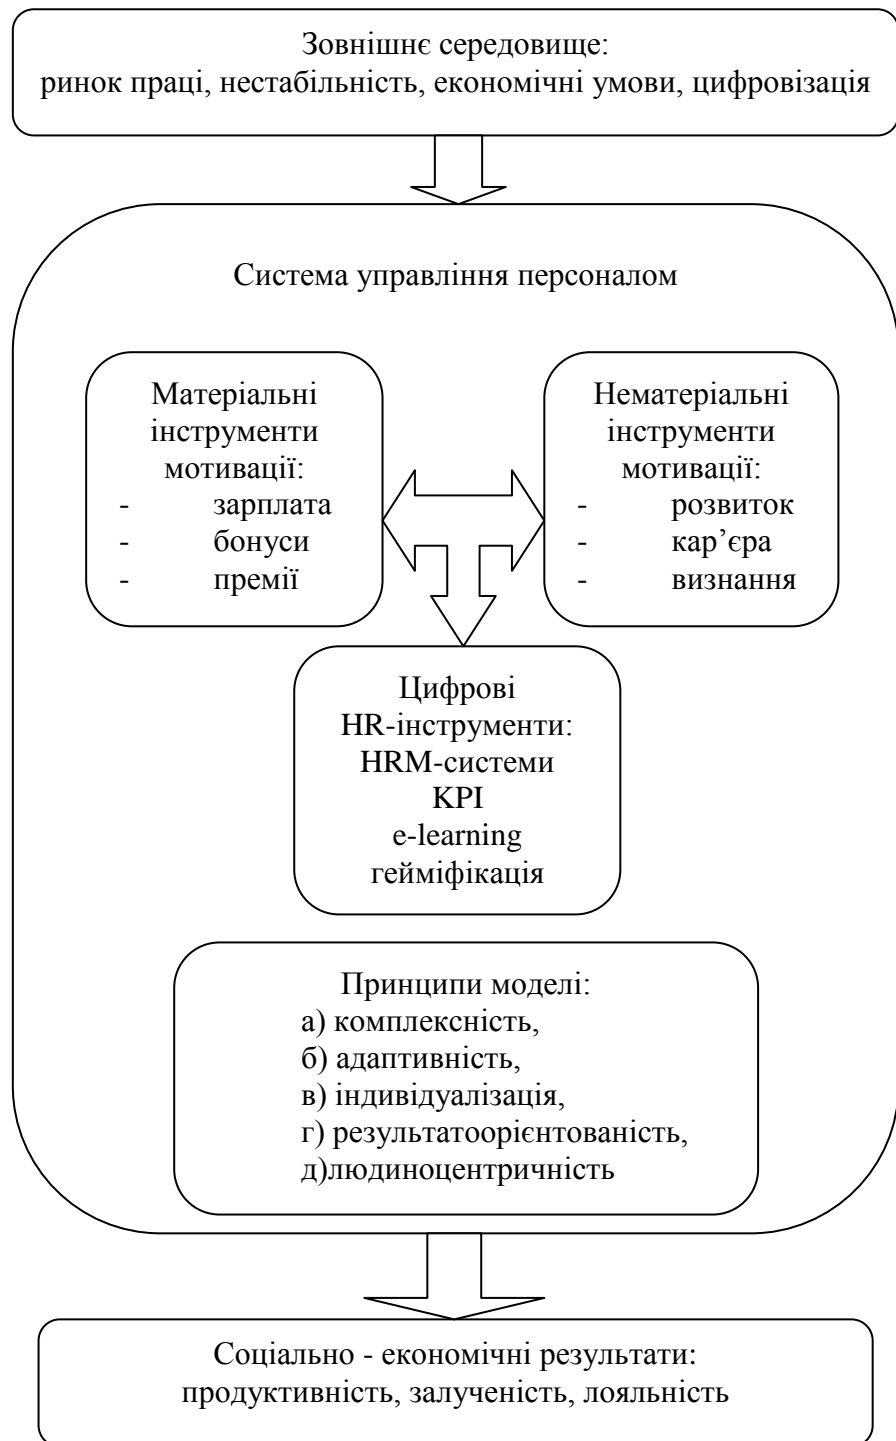 Зовнішнє середовище:
ринок праці, нестабільність, економічні умови, цифровізація
Система управління персоналом
Матеріальні
інструменти
мотивації:
- зарплата
- бонуси
- премії
Нематеріальні
інструменти
мотивації:
- розвиток
- кар’єра
- визнання
Цифрові
HR-інструменти:
HRM-системи
KPI
e-learning
гейміфікація
Принципи моделі:
а) комплексність,
б) адаптивність,
в) індивідуалізація,
г) результатоорієнтованість,
д)людиноцентричність
Соціально - економічні результати:
продуктивність, залученість, лояльність